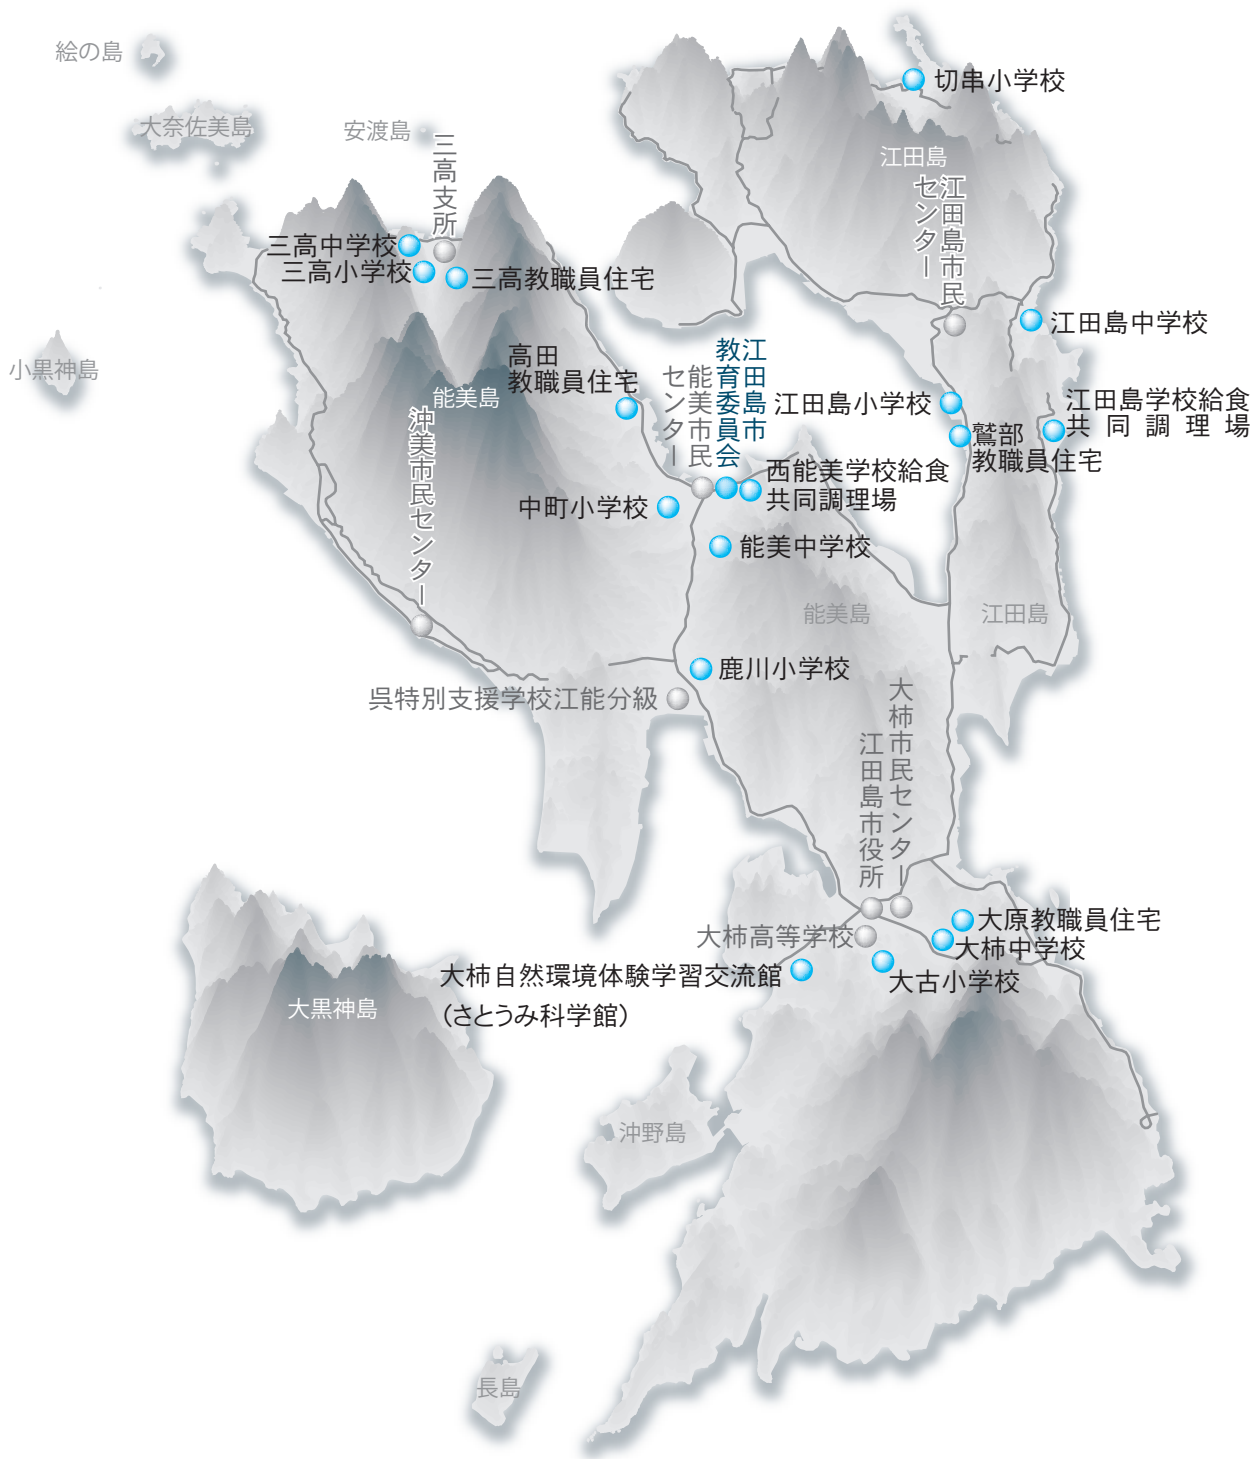 絵の島
大奈佐美島
安渡島
三高支所
切串小学校
江田島
江田島市民
センター
三高中学校
三高小学校
三高教職員住宅
江田島中学校
小黒神島
高田
教職員住宅
能美島
沖美市民センター
能美市民
センター
江田島市
教育委員会
江田島小学校
江田島学校給食
共同調理場
鷲部
教職員住宅
西能美学校給食
共同調理場
中町小学校
能美中学校
能美島
江田島
鹿川小学校
呉特別支援学校江能分級
大柿市民センター
江田島市役所
大原教職員住宅
大柿高等学校
大柿中学校
大柿自然環境体験学習交流館
(さとうみ科学館)
大古小学校
大黒神島
沖野島
長島